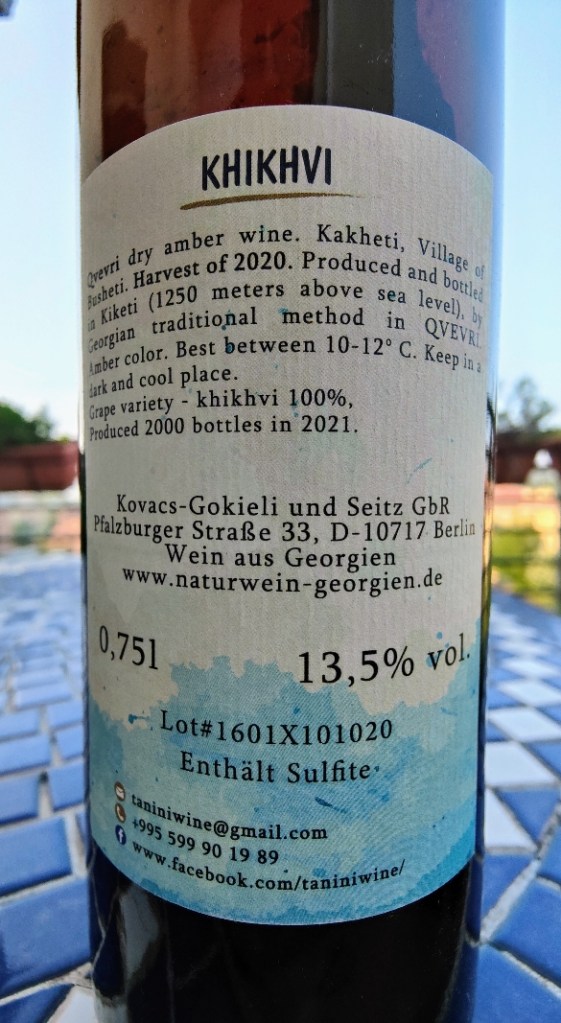 KHIKHVI
Qvevri dry amber wine. Kakheti, Village of
Busheti. Harvest of 2020. Produced and bottled
in Kiketi (1250 meters above sea level), by
Georgian traditional method in QVEVRI.
Amber color. Best between 10-12° C. Keep in a
dark and cool place.
Grape variety - khikhvi 100%,
Produced 2000 bottles in 2021.
Kovacs-Gokieli und Seitz GbR
Pfalzburger Straße 33, D-10717 Berlin
Wein aus Georgien
www.naturwein-georgien.de
0,75l 13,5% vol.
Lot#1601X101020
Enthält Sulfite
taniniwine@gmail.com
+995 599 90 19 89
www.facebook.com/taniniwine/